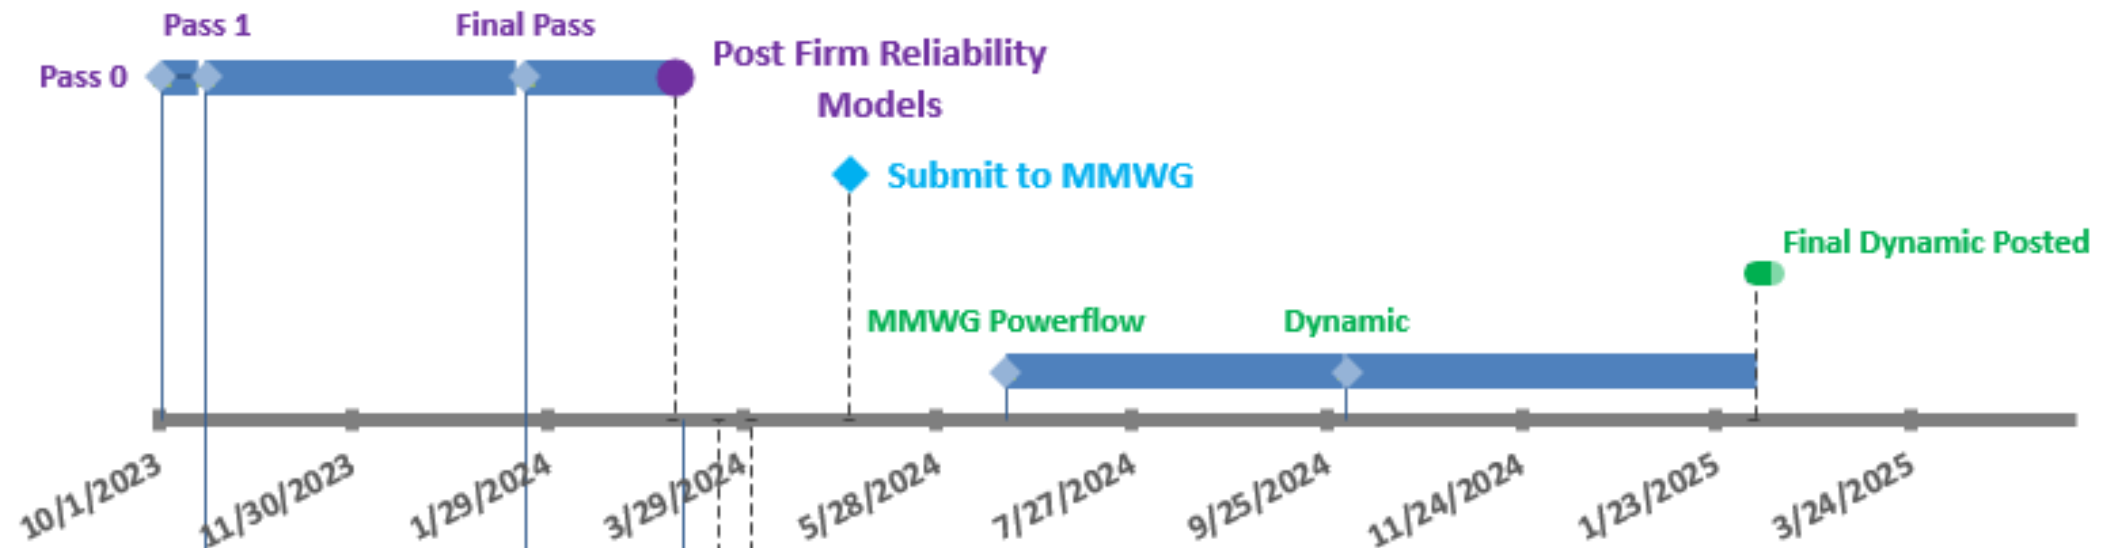 Pass 1
Final Pass
Pass 0
Post Firm Reliability
Models
Submit to MMWG
Final Dynamic Posted
MMWG Powerflow
Dynamic
10/1/2023
11/30/2023
1/29/2024
3/29/2024
5/28/2024
7/27/2024
9/25/2024
11/24/2024
1/23/2025
3/24/2025